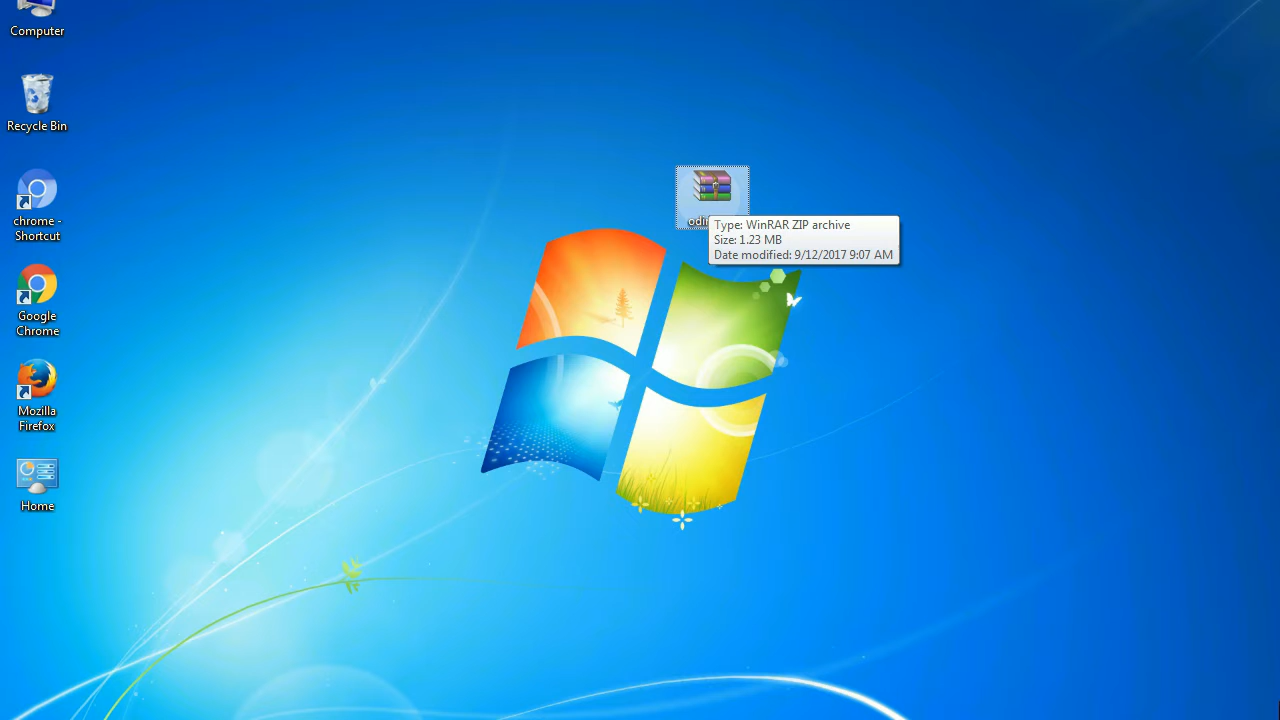 Computer
Recycle Bin
chrome -
Shortcut
Google
Chrome
Mozilla
Firefox
Home
Type: WinRAR ZIP archive
Size: 1.23 MB
Date modified: 9/12/2017 9:07 AM